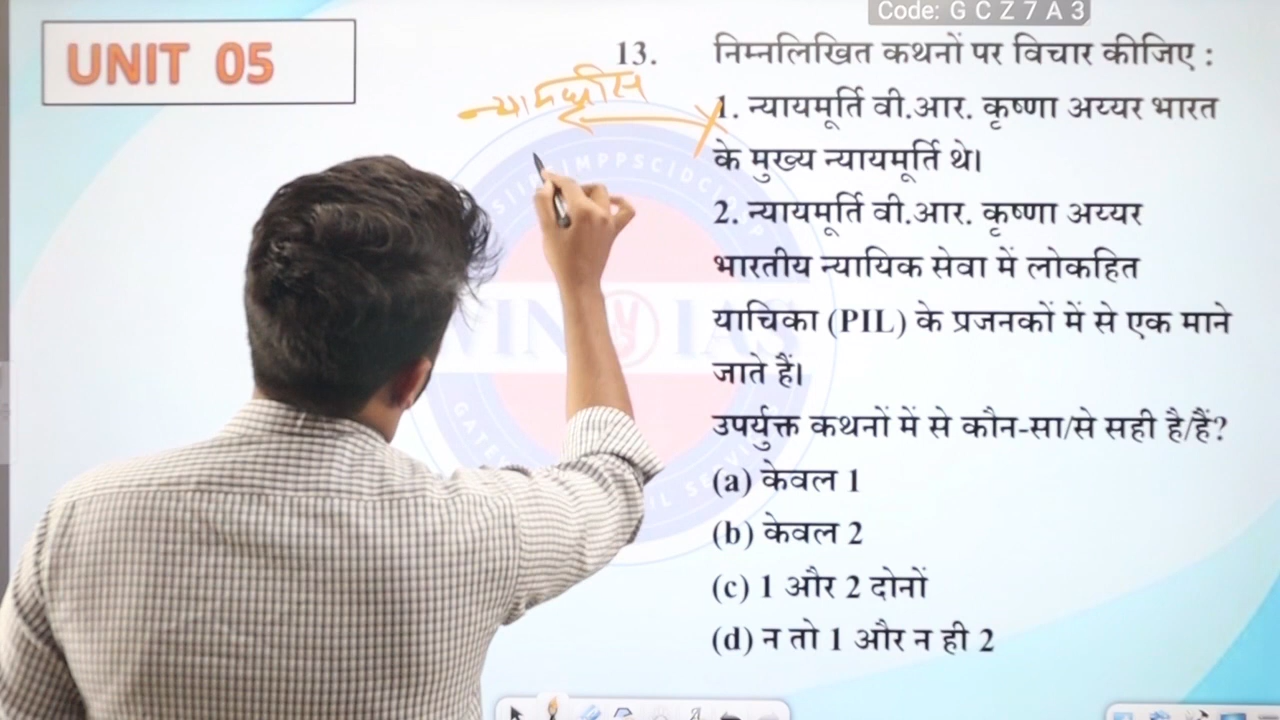 Code: G C Z 7 A 3
UNIT 05
13. निम्नलिखित कथनों पर विचार कीजिए :
न्यायधीस
1. न्यायमूर्ति वी.आर. कृष्णा अय्यर भारत
के मुख्य न्यायमूर्ति थे।
2. न्यायमूर्ति वी.आर. कृष्णा अय्यर
भारतीय न्यायिक सेवा में लोकहित
याचिका (PIL) के प्रजनकों में से एक माने
जाते हैं।
उपर्युक्त कथनों में से कौन-सा/से सही है/हैं?
(a) केवल 1
(b) केवल 2
(c) 1 और 2 दोनों
(d) न तो 1 और न ही 2